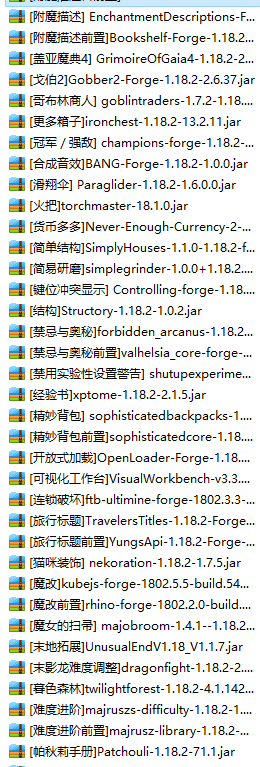 [附魔描述] EnchantmentDescriptions-F...
[附魔描述前置]Bookshelf-Forge-1.18.2...
[盖亚魔典4] GrimoireOfGaia4-1.18.2-2...
[戈伯2]Gobber2-Forge-1.18.2-2.6.37.jar
[哥布林商人] goblintraders-1.7.2-1.18....
[更多箱子]ironchest-1.18.2-13.2.11.jar
[冠军／强敌] champions-forge-1.18.2-...
[合成音效]BANG-Forge-1.18.2-1.0.0.jar
[滑翔伞] Paraglider-1.18.2-1.6.0.0.jar
[火把]torchmaster-18.1.0.jar
[货币多多]Never-Enough-Currency-2-...
[简单结构]SimplyHouses-1.1.0-1.18.2-f...
[简易研磨]simplegrinder-1.0.0+1.18.2....
[键位冲突显示] Controlling-forge-1.18....
[结构]Structory-1.18.2-1.0.2.jar
[禁忌与奥秘]forbidden_arcanus-1.18.2...
[禁忌与奥秘前置]valhelsia_core-forge-...
[禁用实验性设置警告] shutupexperime...
[经验书]xptome-1.18.2-2.1.5.jar
[精妙背包] sophisticatedbackpacks-1....
[精妙背包前置]sophisticatedcore-1.18....
[开放式加载]OpenLoader-Forge-1.18....
[可视化工作台]VisualWorkbench-v3.3....
[连锁破坏]ftb-ultimine-forge-1802.3.3-...
[旅行标题]TravelersTitles-1.18.2-Forge...
[旅行标题前置]YungsApi-1.18.2-Forge-...
[猫咪装饰] nekoration-1.18.2-1.7.5.jar
[魔改]kubejs-forge-1802.5.5-build.54...
[魔改前置]rhino-forge-1802.2.0-build....
[魔女的扫帚] majobroom-1.4.1--1.18.2...
[末地拓展]UnusualEndV1.18_V1.1.7.jar
[末影龙难度调整]dragonfight-1.18.2-2....
[暮色森林]twilightforest-1.18.2-4.1.142...
[难度进阶]majruszs-difficulty-1.18.2-1....
[难度进阶前置]majrusz-library-1.18.2-...
[帕秋莉手册]Patchouli-1.18.2-71.1.jar